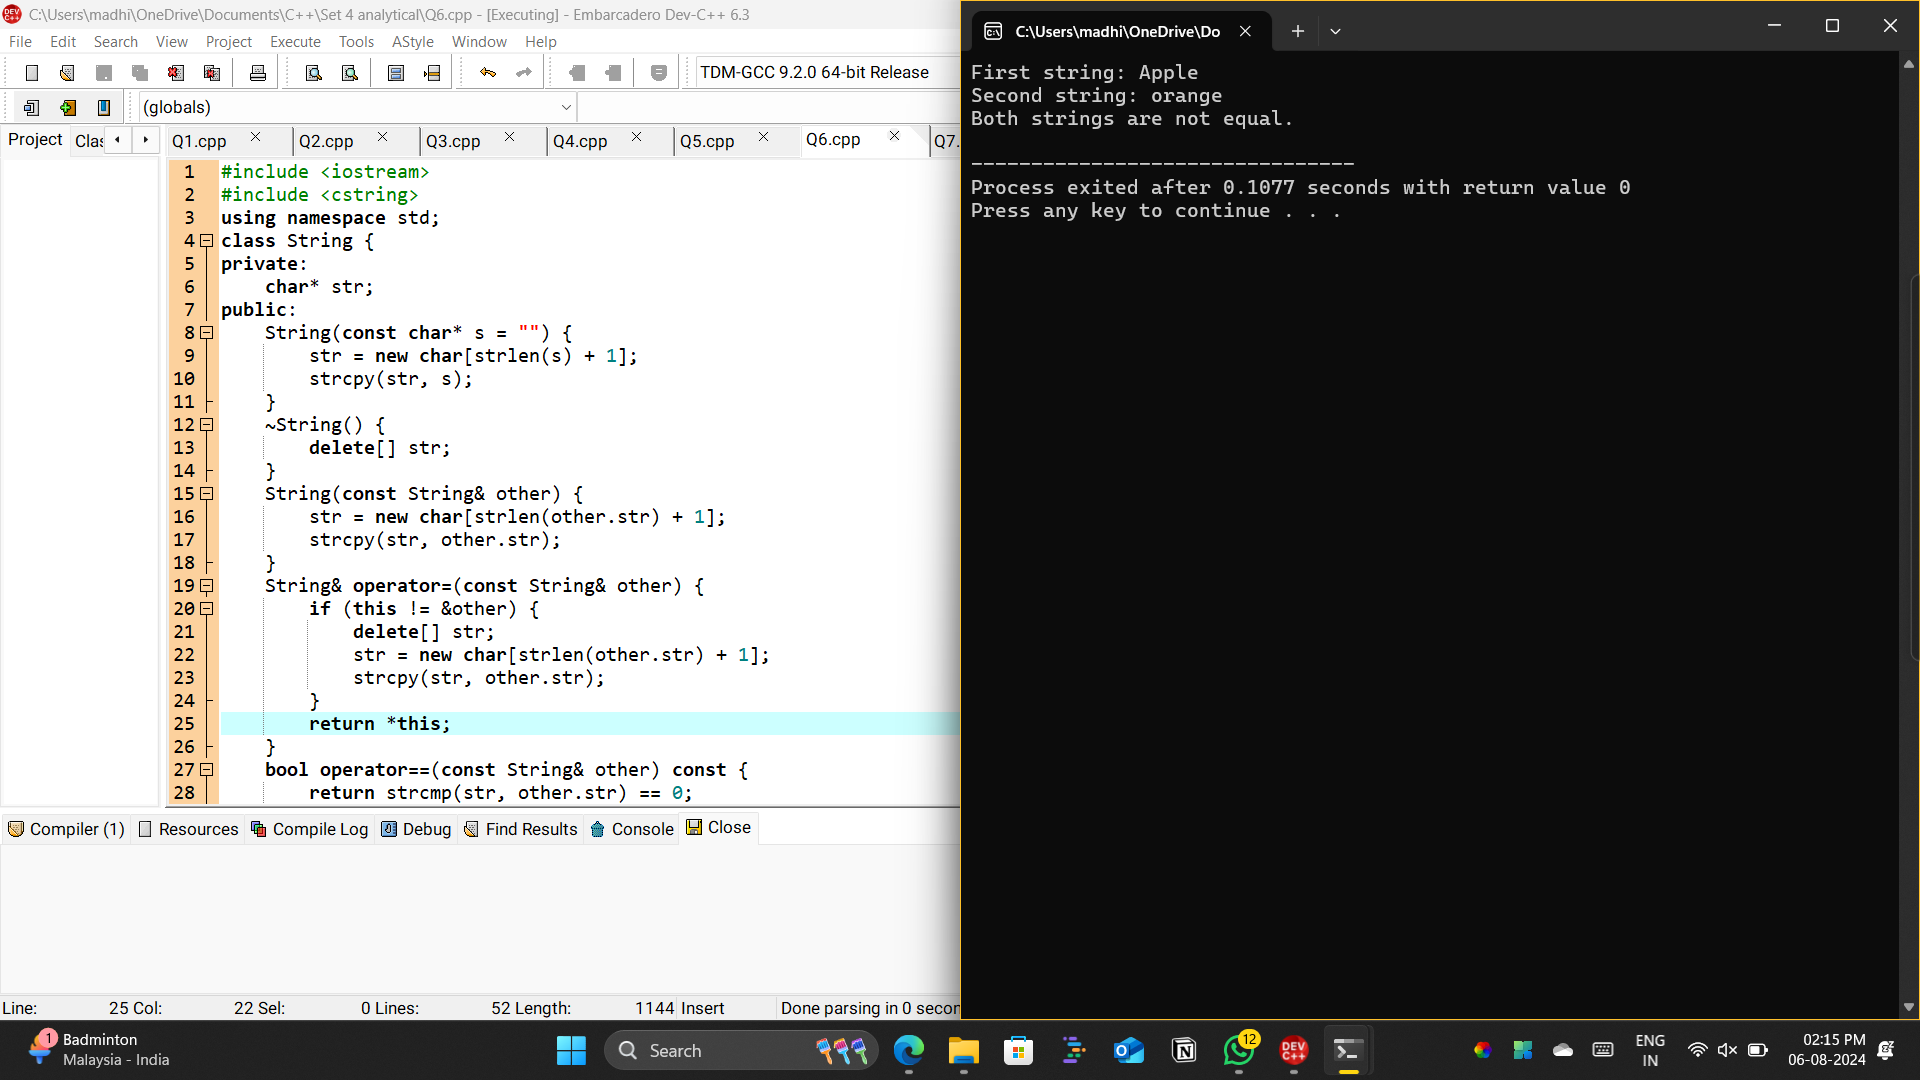 C:\Users\madhi\OneDrive\Documents\C++\Set 4 analytical\Q6.cpp - [Executing] - Embarcadero Dev-C++ 6.3
File Edit Search View Project Execute Tools AStyle Window Help
TDM-GCC 9.2.0 64-bit Release
(globals)
Project Clas
Q1.cpp Q2.cpp Q3.cpp Q4.cpp Q5.cpp Q6.cpp Q7.
1 #include <iostream>
2 #include <cstring>
3 using namespace std;
4 class String {
5 private:
6 char* str;
7 public:
8 String(const char* s = "") {
9 str = new char[strlen(s) + 1];
10 strcpy(str, s);
11 }
12 ~String() {
13 delete[] str;
14 }
15 String(const String& other) {
16 str = new char[strlen(other.str) + 1];
17 strcpy(str, other.str);
18 }
19 String& operator=(const String& other) {
20 if (this != &other) {
21 delete[] str;
22 str = new char[strlen(other.str) + 1];
23 strcpy(str, other.str);
24 }
25 return *this;
26 }
27 bool operator==(const String& other) const {
28 return strcmp(str, other.str) == 0;
Compiler (1) Resources Compile Log Debug Find Results Console Close
Line: 25 Col: 22 Sel: 0 Lines: 52 Length: 1144 Insert Done parsing in 0 secon
C:\Users\madhi\OneDrive\Do
First string: Apple
Second string: orange
Both strings are not equal.
--------------------------------
Process exited after 0.1077 seconds with return value 0
Press any key to continue . . .
1
Badminton
Malaysia - India
Search
12
DEV C++
ENG
IN
02:15 PM
06-08-2024